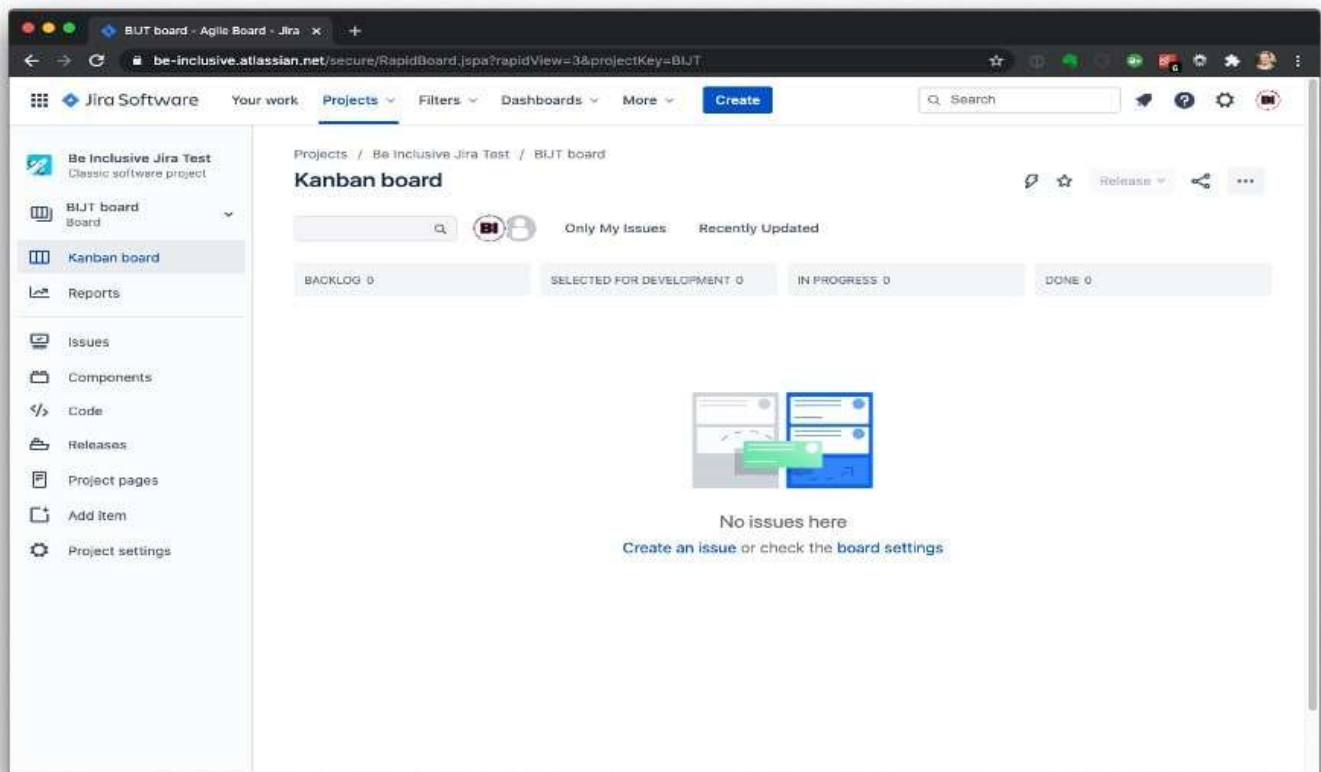 BIJT board - Agile Board - Jira
be-inclusive.atlassian.net/secure/RapidBoard.jspa?rapidView=3&projectKey=BIJT
Jira Software Your work Projects Filters Dashboards More Create Search BI
Be Inclusive Jira Test
Classic software project
BIJT board
Board
Kanban board
Reports
Issues
Components
Code
Releases
Project pages
Add item
Project settings
Projects / Be Inclusive Jira Test / BIJT board
Kanban board
Release
BI Only My Issues Recently Updated
BACKLOG 0 SELECTED FOR DEVELOPMENT 0 IN PROGRESS 0 DONE 0
No issues here
Create an issue or check the board settings